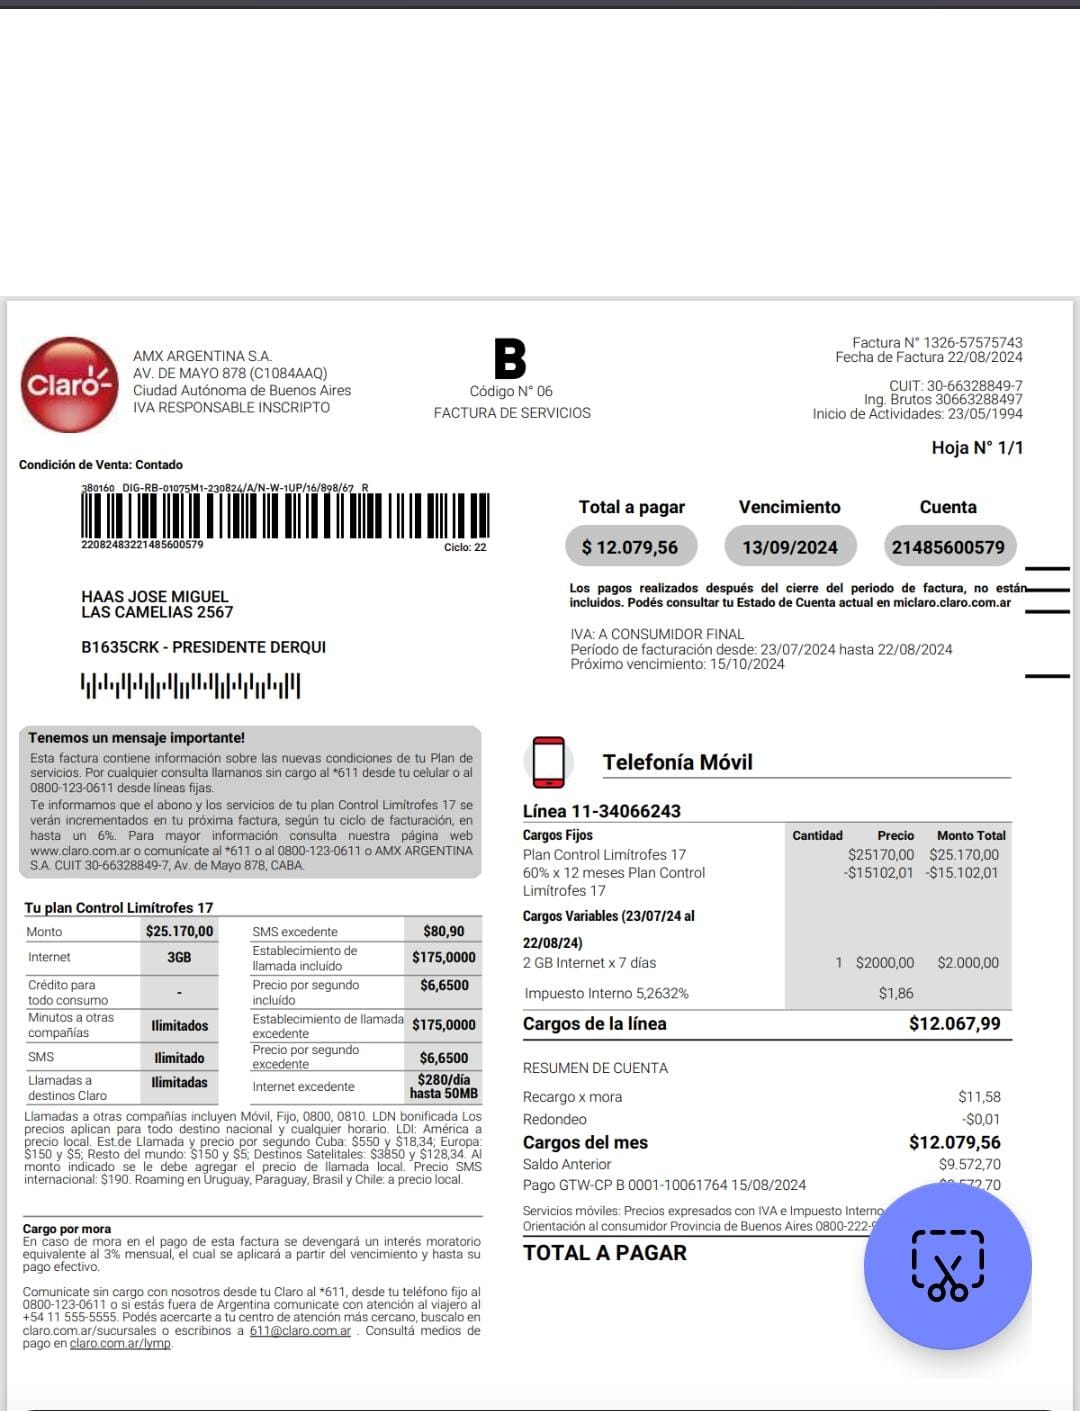 Claro
AMX ARGENTINA S.A.
AV. DE MAYO 878 (C1084AAQ)
Ciudad Autónoma de Buenos Aires
IVA RESPONSABLE INSCRIPTO
B
Código N° 06
FACTURA DE SERVICIOS
Factura N° 1326-57575743
Fecha de Factura 22/08/2024
CUIT: 30-66328849-7
Ing. Brutos 30663288497
Inicio de Actividades: 23/05/1994
Hoja N° 1/1
Condición de Venta: Contado
380160 DIG-RB-01075M1-230824/A/N-W-1UP/16/898/67 R
22082483221485600579
Ciclo: 22
Total a pagar Vencimiento Cuenta
$ 12.079,56 13/09/2024 21485600579
Los pagos realizados después del cierre del periodo de factura, no están
incluidos. Podés consultar tu Estado de Cuenta actual en miclaro.claro.com.ar
HAAS JOSE MIGUEL
LAS CAMELIAS 2567
B1635CRK - PRESIDENTE DERQUI
IVA: A CONSUMIDOR FINAL
Período de facturación desde: 23/07/2024 hasta 22/08/2024
Próximo vencimiento: 15/10/2024
Tenemos un mensaje importante!
Esta factura contiene información sobre las nuevas condiciones de tu Plan de
servicios. Por cualquier consulta llamanos sin cargo al *611 desde tu celular o al
0800-123-0611 desde líneas fijas.
Te informamos que el abono y los servicios de tu plan Control Limítrofes 17 se
verán incrementados en tu próxima factura, según tu ciclo de facturación, en
hasta un 6%. Para mayor información consulta nuestra página web
www.claro.com.ar o comunícate al *611 o al 0800-123-0611 o AMX ARGENTINA
S.A. CUIT 30-66328849-7, Av. de Mayo 878, CABA.
Tu plan Control Limítrofes 17
Monto $25.170,00 SMS excedente $80,90
Internet 3GB Establecimiento de
llamada incluído $175,0000
Crédito para
todo consumo - Precio por segundo
incluído $6,6500
Minutos a otras
compañías Ilimitados Establecimiento de llamada
excedente $175,0000
SMS Ilimitado Precio por segundo
excedente $6,6500
Llamadas a
destinos Claro Ilimitadas Internet excedente $280/día
hasta 50MB
Llamadas a otras compañías incluyen Móvil, Fijo, 0800, 0810. LDN bonificada Los
precios aplican para todo destino nacional y cualquier horario. LDI: América a
precio local. Est.de Llamada y precio por segundo Cuba: $550 y $18,34; Europa:
$150 y $5; Resto del mundo: $150 y $5; Destinos Satelitales: $3850 y $128,34. Al
monto indicado se le debe agregar el precio de llamada local. Precio SMS
internacional: $190. Roaming en Uruguay, Paraguay, Brasil y Chile: a precio local.
Cargo por mora
En caso de mora en el pago de esta factura se devengará un interés moratorio
equivalente al 3% mensual, el cual se aplicará a partir del vencimiento y hasta su
pago efectivo.
Comunicate sin cargo con nosotros desde tu Claro al *611, desde tu teléfono fijo al
0800-123-0611 o si estás fuera de Argentina comunicate con atención al viajero al
+54 11 555-5555. Podés acercarte a tu centro de atención más cercano, buscalo en
claro.com.ar/sucursales o escribinos a 611@claro.com.ar . Consultá medios de
pago en claro.com.ar/lymp.
Telefonía Móvil
Línea 11-34066243
Cargos Fijos Cantidad Precio Monto Total
Plan Control Limítrofes 17 $25170,00 $25.170,00
60% x 12 meses Plan Control -$15102,01 -$15.102,01
Limítrofes 17
Cargos Variables (23/07/24 al
22/08/24)
2 GB Internet x 7 días 1 $2000,00 $2.000,00
Impuesto Interno 5,2632% $1,86
Cargos de la línea $12.067,99
RESUMEN DE CUENTA
Recargo x mora $11,58
Redondeo -$0,01
Cargos del mes $12.079,56
Saldo Anterior $9.572,70
Pago GTW-CP B 0001-10061764 15/08/2024
Servicios móviles: Precios expresados con IVA e Impuesto Interno
Orientación al consumidor Provincia de Buenos Aires 0800-222-
TOTAL A PAGAR